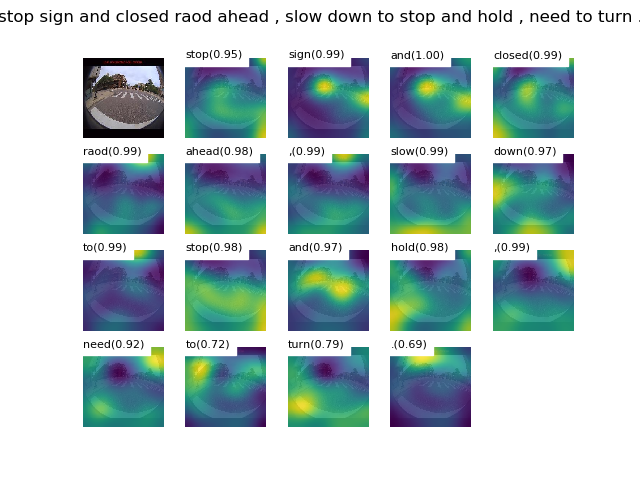 stop sign and closed raod ahead , slow down to stop and hold , need to turn .
stop(0.95) sign(0.99) and(1.00) closed(0.99)
raod(0.99) ahead(0.98) ,(0.99) slow(0.99) down(0.97)
to(0.99) stop(0.98) and(0.97) hold(0.98) ,(0.99)
need(0.92) to(0.72) turn(0.79) .(0.69)